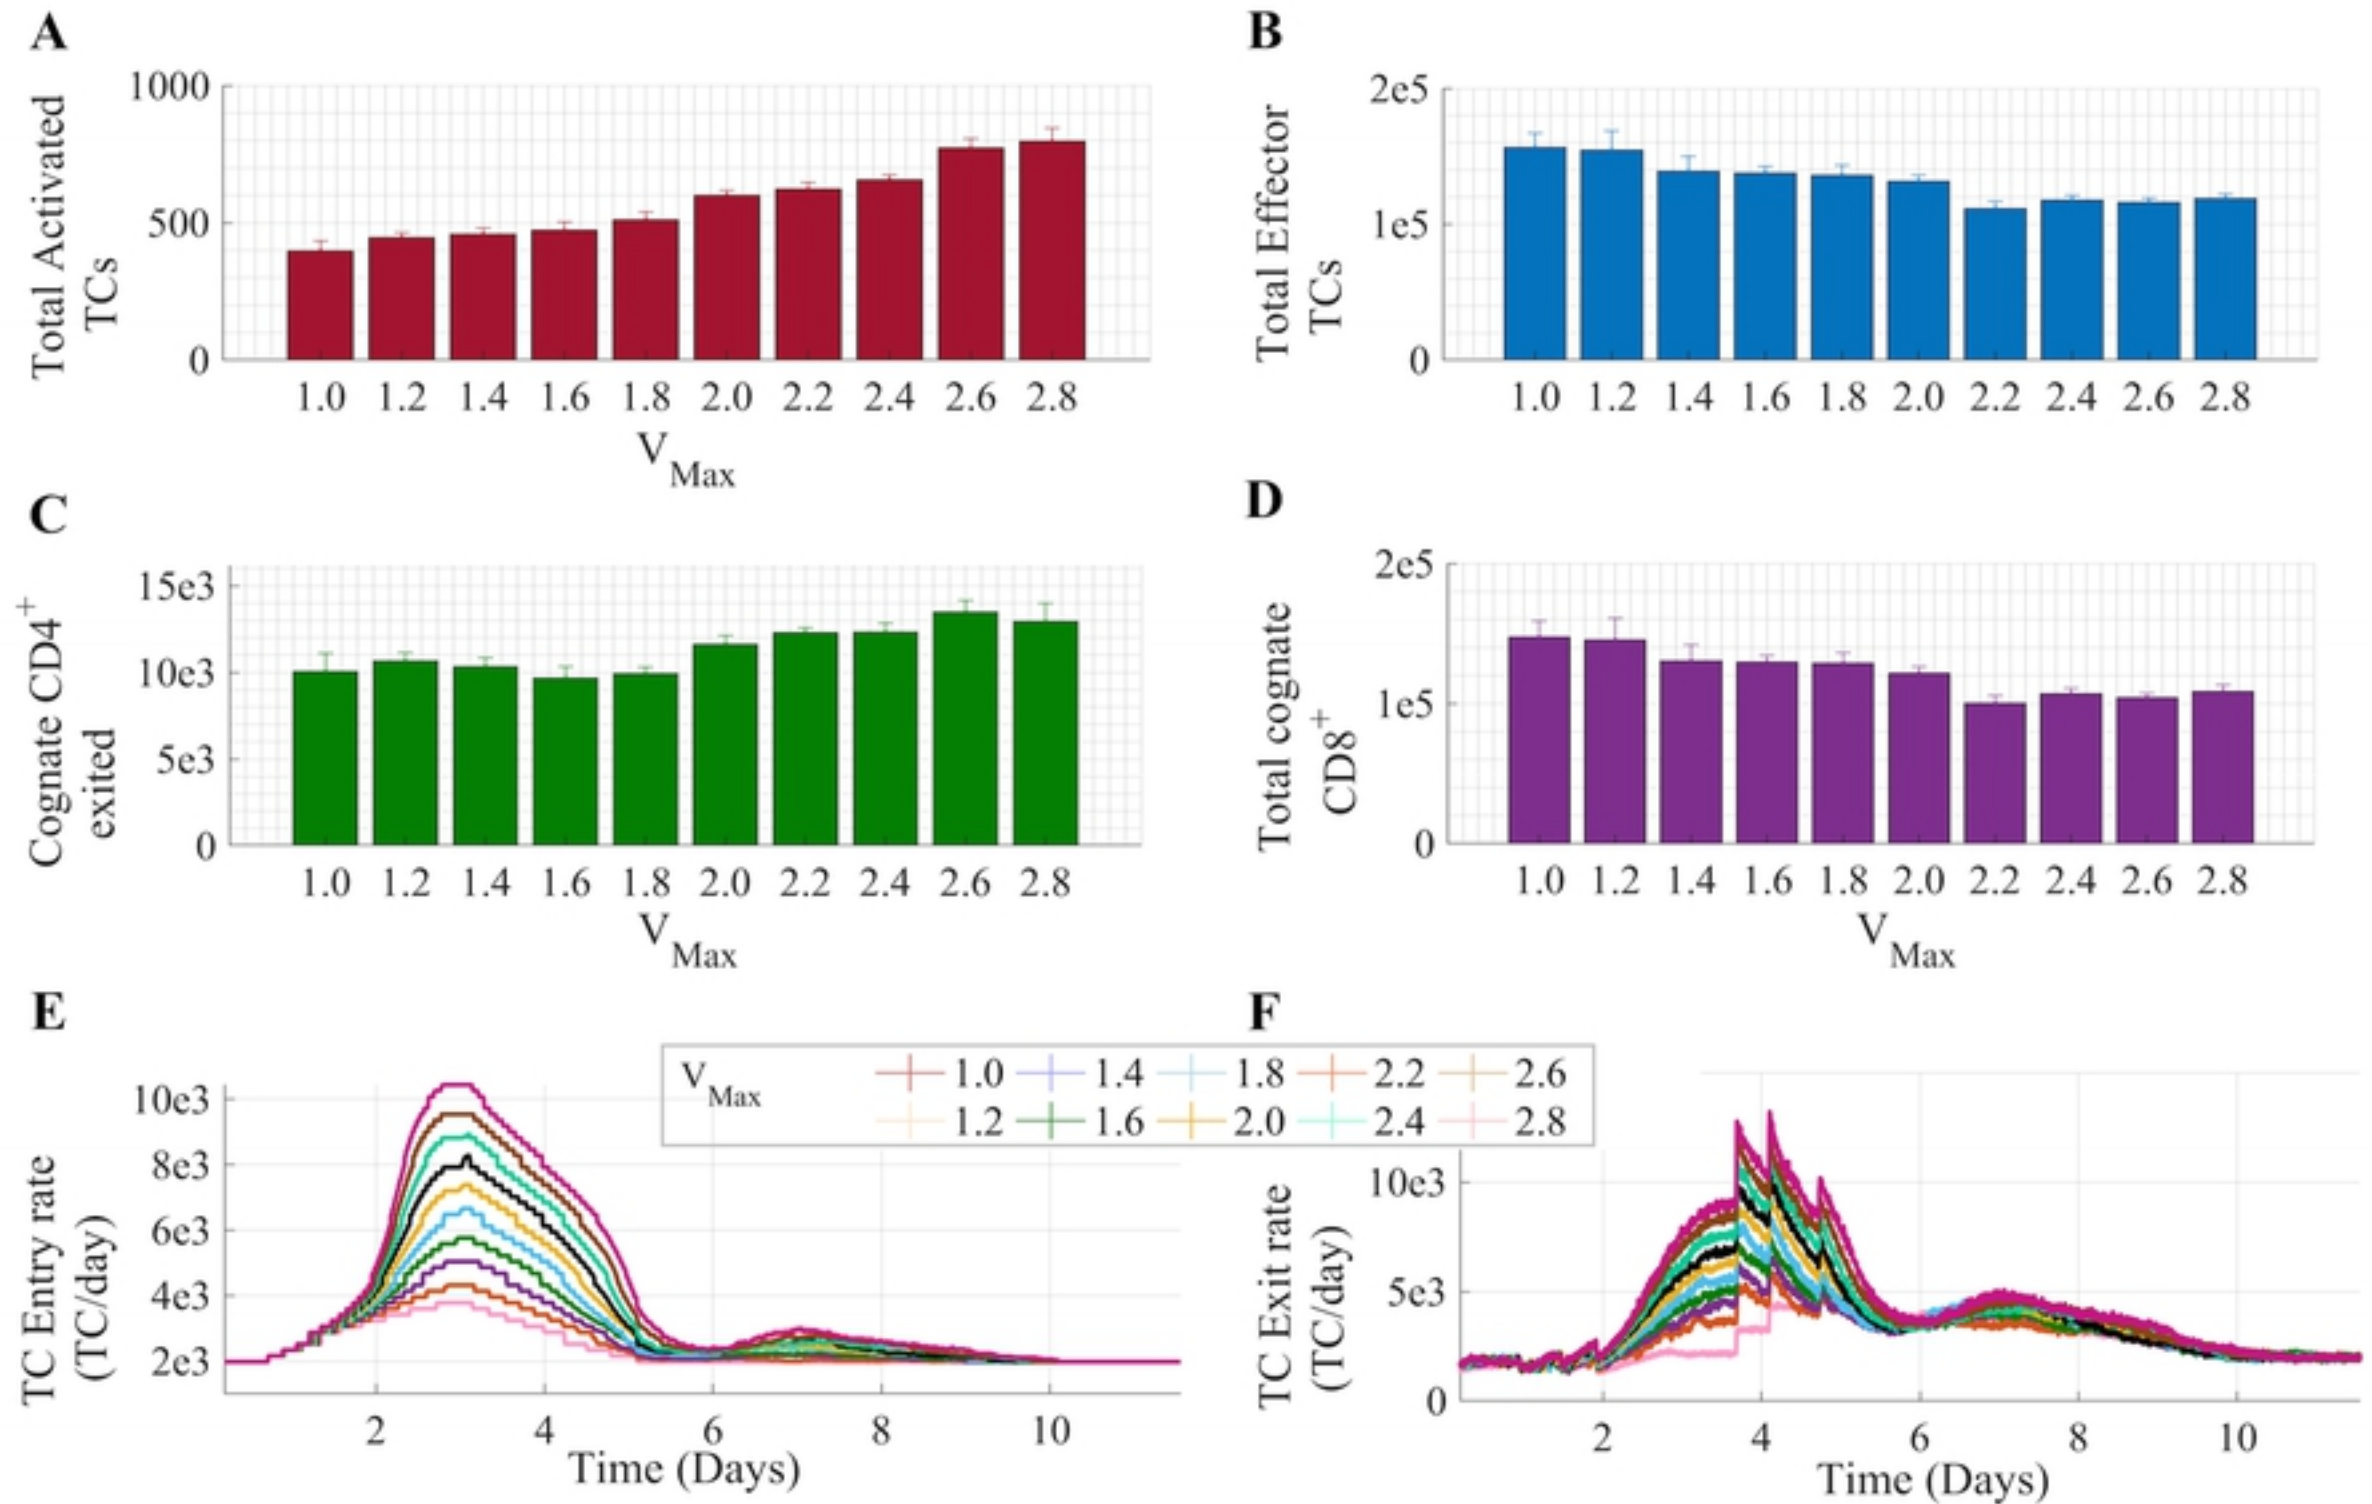 A
1000
500
0
Total Activated
TCs
1.0 1.2 1.4 1.6 1.8 2.0 2.2 2.4 2.6 2.8
V Max
B
2e5
1e5
0
Total Effector
TCs
1.0 1.2 1.4 1.6 1.8 2.0 2.2 2.4 2.6 2.8
C
15e3
10e3
5e3
0
Cognate CD4+
exited
1.0 1.2 1.4 1.6 1.8 2.0 2.2 2.4 2.6 2.8
V Max
D
2e5
1e5
0
Total cognate
CD8+
1.0 1.2 1.4 1.6 1.8 2.0 2.2 2.4 2.6 2.8
V Max
E
10e3
8e3
6e3
4e3
2e3
TC Entry rate
(TC/day)
2 4 6 8 10
Time (Days)
V Max
1.0 1.4 1.8 2.2 2.6
1.2 1.6 2.0 2.4 2.8
F
10e3
5e3
0
TC Exit rate
(TC/day)
2 4 6 8 10
Time (Days)